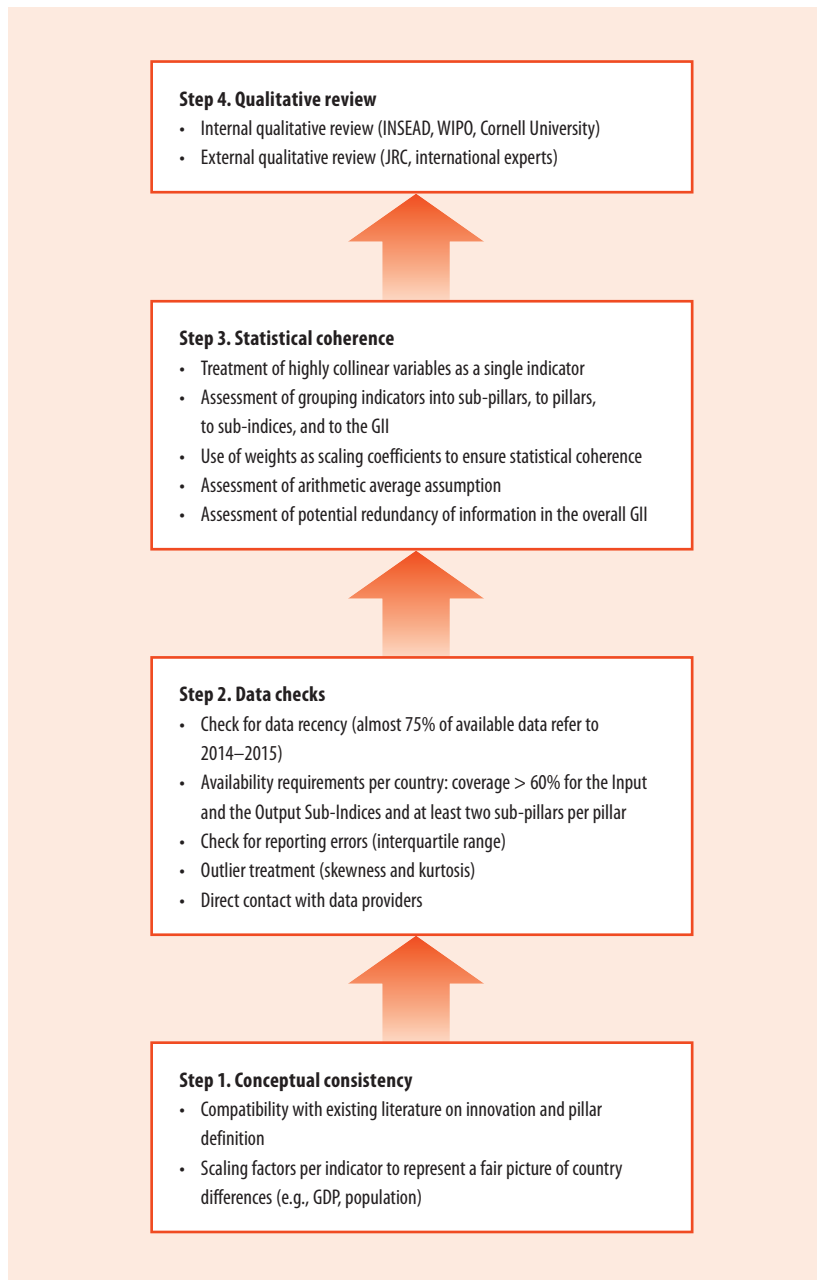 Step 4. Qualitative review
• Internal qualitative review (INSEAD, WIPO, Cornell University)
• External qualitative review (JRC, international experts)
Step 3. Statistical coherence
• Treatment of highly collinear variables as a single indicator
• Assessment of grouping indicators into sub-pillars, to pillars,
to sub-indices, and to the GII
• Use of weights as scaling coefficients to ensure statistical coherence
• Assessment of arithmetic average assumption
• Assessment of potential redundancy of information in the overall GII
Step 2. Data checks
• Check for data recency (almost 75% of available data refer to
2014–2015)
• Availability requirements per country: coverage > 60% for the Input
and the Output Sub-Indices and at least two sub-pillars per pillar
• Check for reporting errors (interquartile range)
• Outlier treatment (skewness and kurtosis)
• Direct contact with data providers
Step 1. Conceptual consistency
• Compatibility with existing literature on innovation and pillar
definition
• Scaling factors per indicator to represent a fair picture of country
differences (e.g., GDP, population)